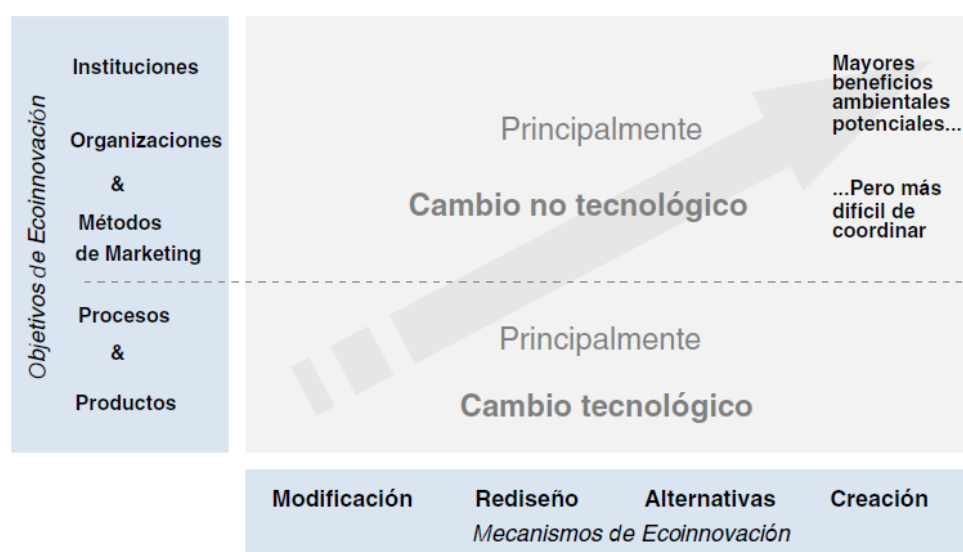 Objetivos de Ecoinnovación
Instituciones
Organizaciones
&
Métodos
de Marketing
Procesos
&
Productos
Principalmente
Cambio no tecnológico
Mayores
beneficios
ambientales
potenciales...
...Pero más
difícil de
coordinar
Principalmente
Cambio tecnológico
Modificación Rediseño Alternativas Creación
Mecanismos de Ecoinnovación